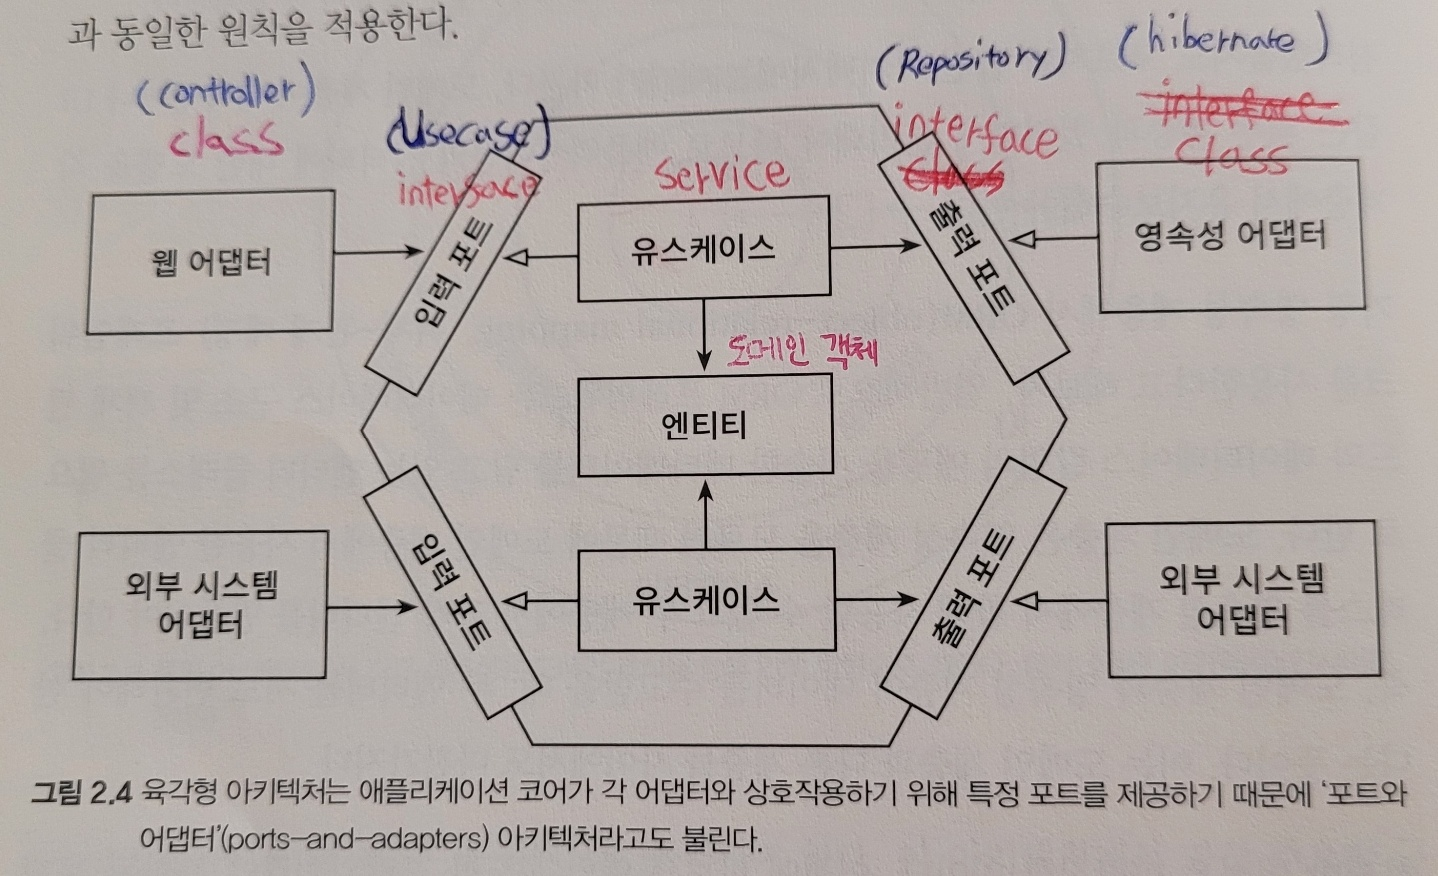 과 동일한 원칙을 적용한다.
(controller)
class
(Usecase)
interface
service
(Repository)
interface
class
(hibernate)
interface
class
웹 어댑터
입력 포트
유스케이스
출력 포트
영속성 어댑터
도메인 객체
엔티티
외부 시스템
어댑터
입력 포트
유스케이스
출력 포트
외부 시스템
어댑터
그림 2.4 육각형 아키텍처는 애플리케이션 코어가 각 어댑터와 상호작용하기 위해 특정 포트를 제공하기 때문에 ‘포트와
어댑터’(ports–and–adapters) 아키텍처라고도 불린다.